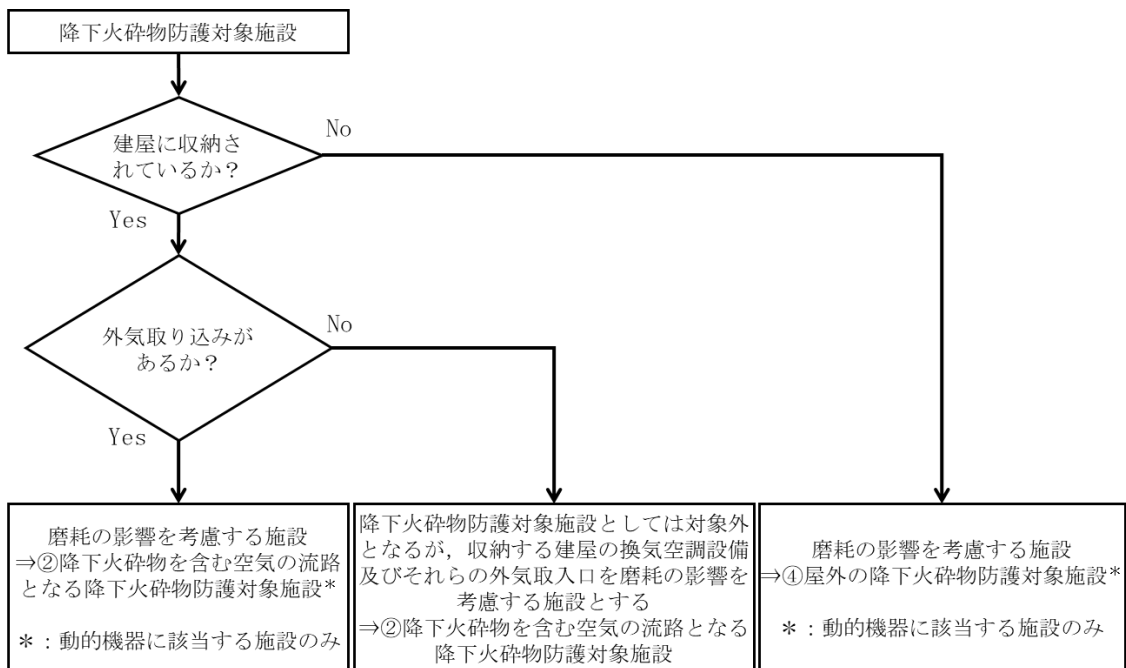 降下火砕物防護対象施設
建屋に収納さ
れているか？
No
Yes
外気取り込みが
あるか？
No
Yes
磨耗の影響を考慮する施設
⇒②降下火砕物を含む空気の流路
となる降下火砕物防護対象施設＊
＊：動的機器に該当する施設のみ
降下火砕物防護対象施設としては対象外
となるが，収納する建屋の換気空調設備
及びそれらの外気取入口を磨耗の影響を
考慮する施設とする
⇒②降下火砕物を含む空気の流路となる
降下火砕物防護対象施設
磨耗の影響を考慮する施設
⇒④屋外の降下火砕物防護対象施設＊
＊：動的機器に該当する施設のみ